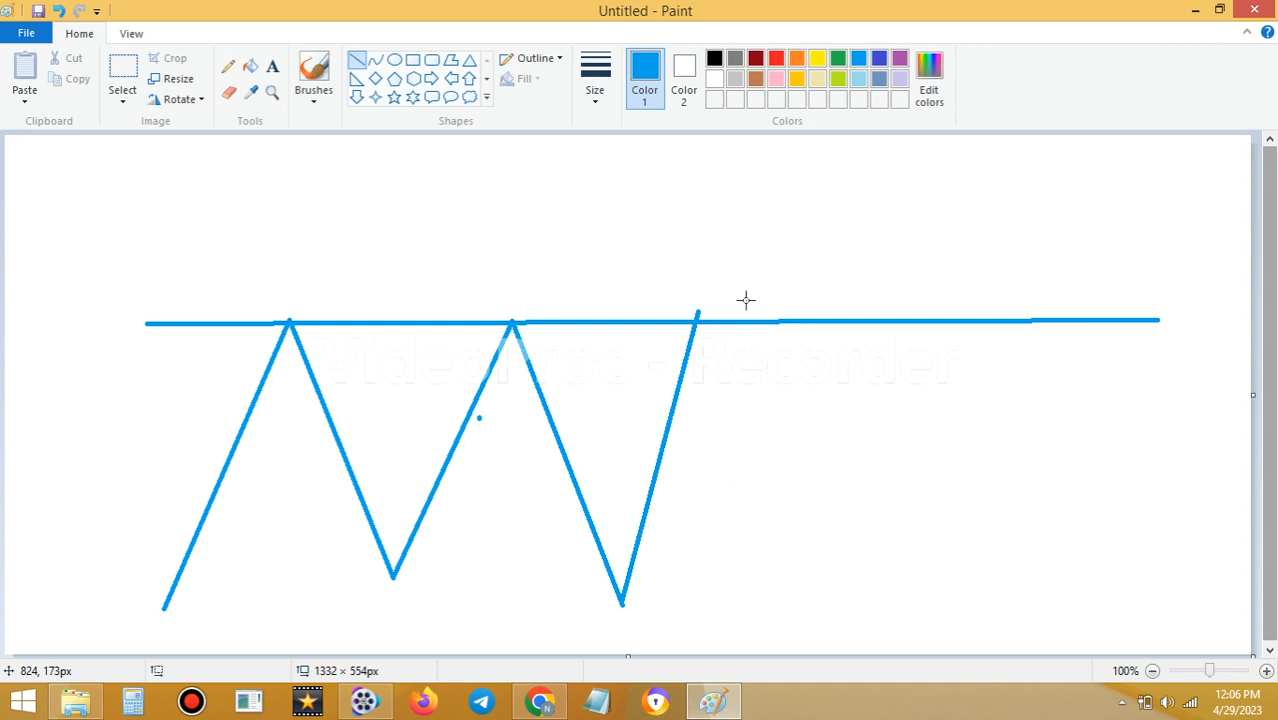 Untitled - Paint
File
Home
View
Paste
Cut
Copy
Clipboard
Select
Crop
Resize
Rotate
Image
A
Tools
Brushes
Shapes
Outline
Fill
Size
Color
1
Color
2
Colors
Edit
colors
VideoProc - Recorder
824, 173px
1332 × 554px
100%
N
12:06 PM
4/29/2023